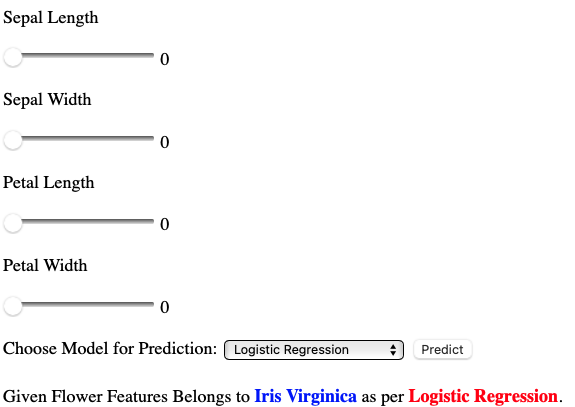 Sepal Length
0
Sepal Width
0
Petal Length
0
Petal Width
0
Choose Model for Prediction: Logistic Regression Predict
Given Flower Features Belongs to Iris Virginica as per Logistic Regression.